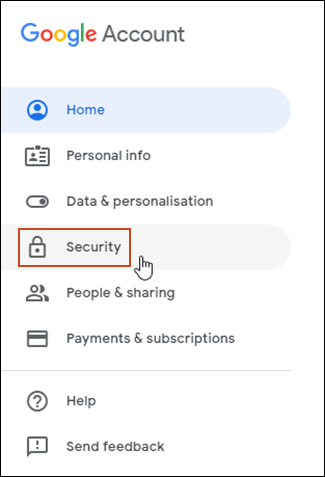 Google Account
Home
Personal info
Data & personalisation
Security
People & sharing
Payments & subscriptions
Help
Send feedback